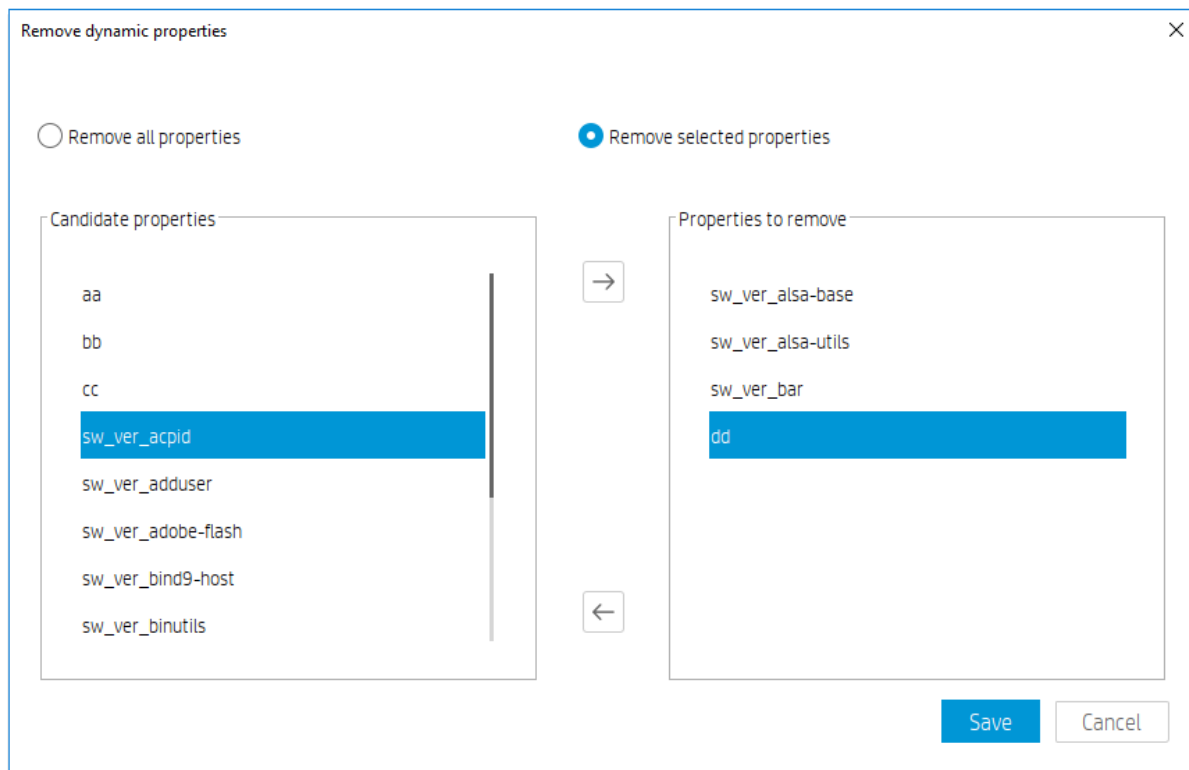 Remove dynamic properties
Remove all properties
Remove selected properties
Candidate properties
aa
bb
cc
sw_ver_acpid
sw_ver_adduser
sw_ver_adobe-flash
sw_ver_bind9-host
sw_ver_binutils
Properties to remove
sw_ver_alsa-base
sw_ver_alsa-utils
sw_ver_bar
dd
Save
Cancel